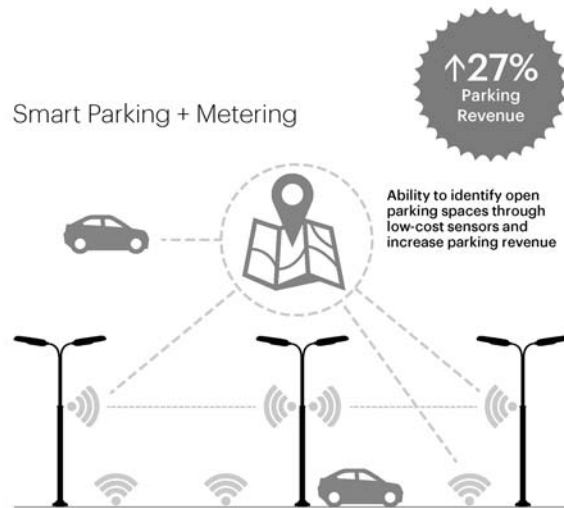 ↑27%
Parking
Revenue
Smart Parking + Metering
Ability to identify open
parking spaces through
low-cost sensors and
increase parking revenue